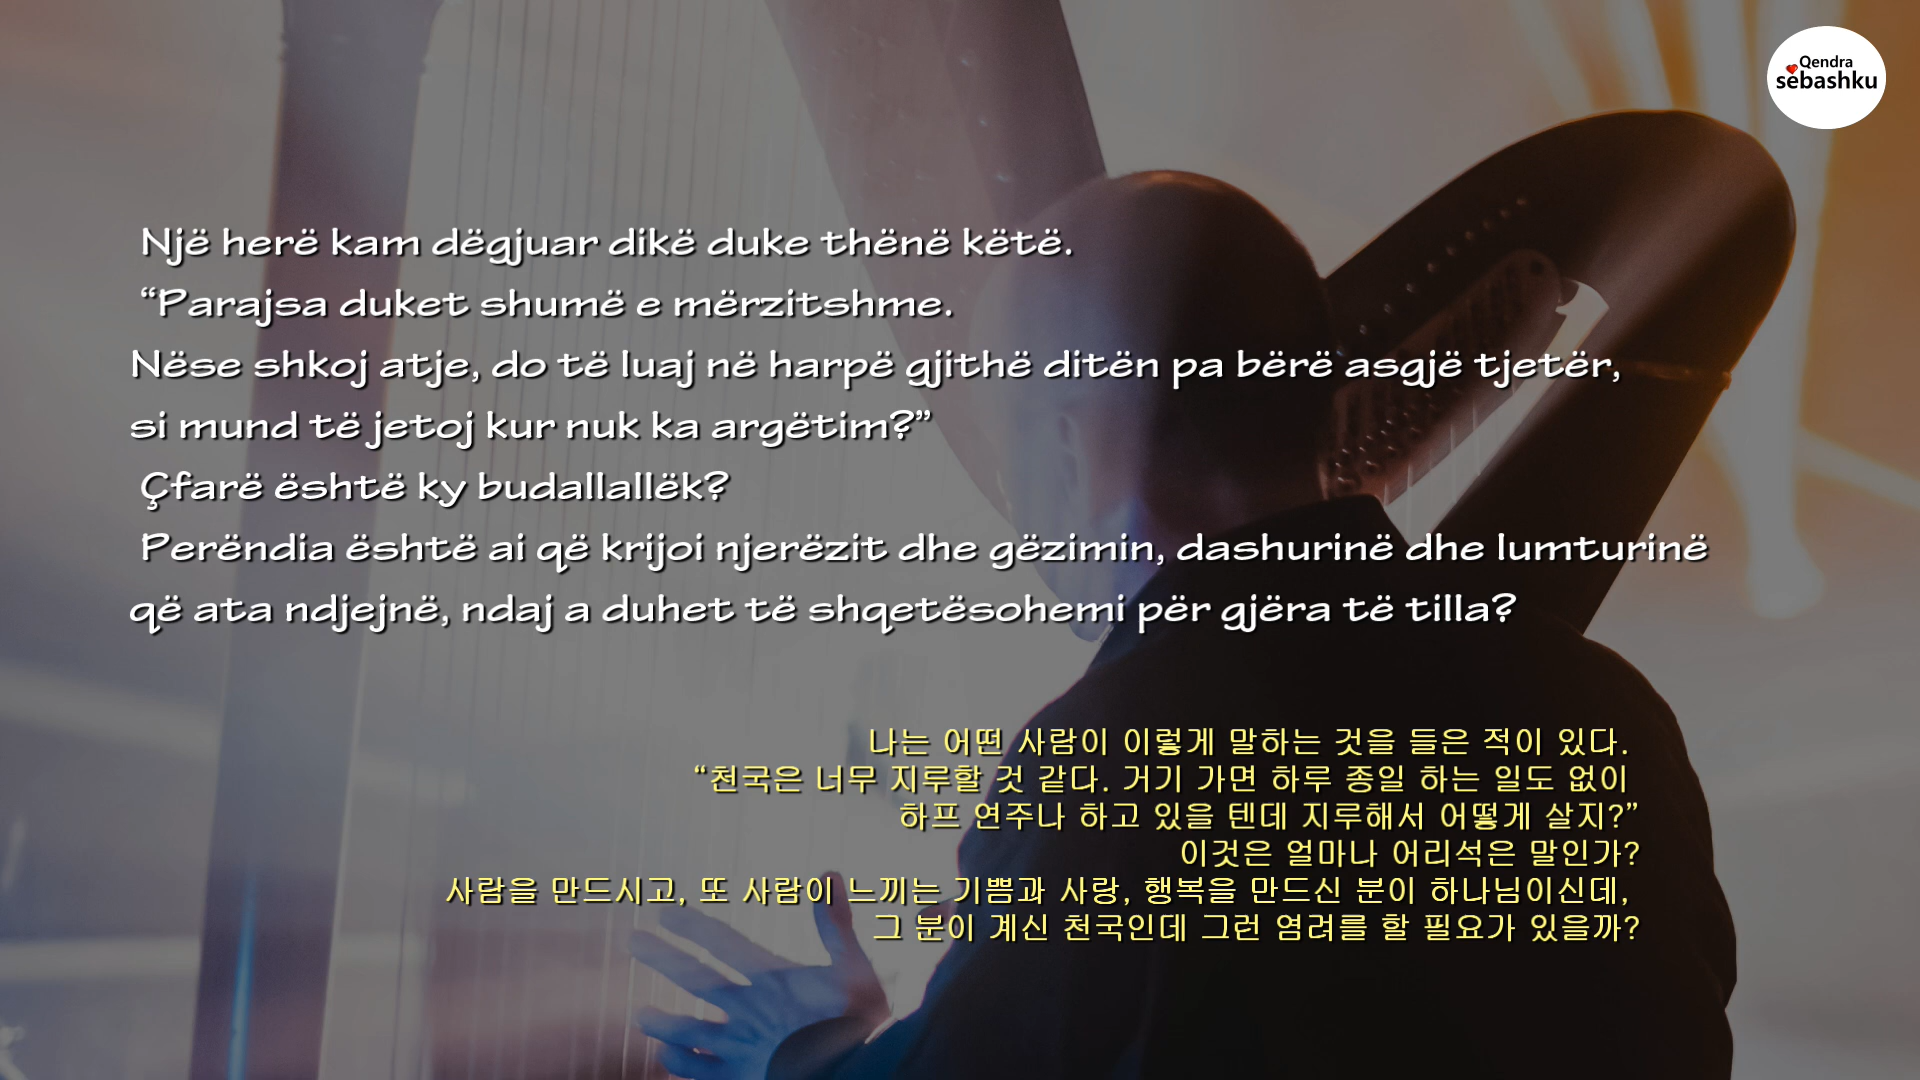 Qendra
sëbashku
Një herë kam dëgjuar dikë duke thënë këtë.
“Parajsa duket shumë e mërzitshme.
Nëse shkoj atje, do të luaj në harpë gjithë ditën pa bërë asgjë tjetër,
si mund të jetoj kur nuk ka argëtim?”
Çfarë është ky budallallëk?
Perëndia është ai që krijoi njerëzit dhe gëzimin, dashurinë dhe lumturinë
që ata ndjejnë, ndaj a duhet të shqetësohemi për gjëra të tilla?
나는 어떤 사람이 이렇게 말하는 것을 들은 적이 있다.
“천국은 너무 지루할 것 같다. 거기 가면 하루 종일 하는 일도 없이
하프 연주나 하고 있을 텐데 지루해서 어떻게 살지?”
이것은 얼마나 어리석은 말인가?
사람을 만드시고, 또 사람이 느끼는 기쁨과 사랑, 행복을 만드신 분이 하나님이신데,
그 분이 계신 천국인데 그런 염려를 할 필요가 있을까?